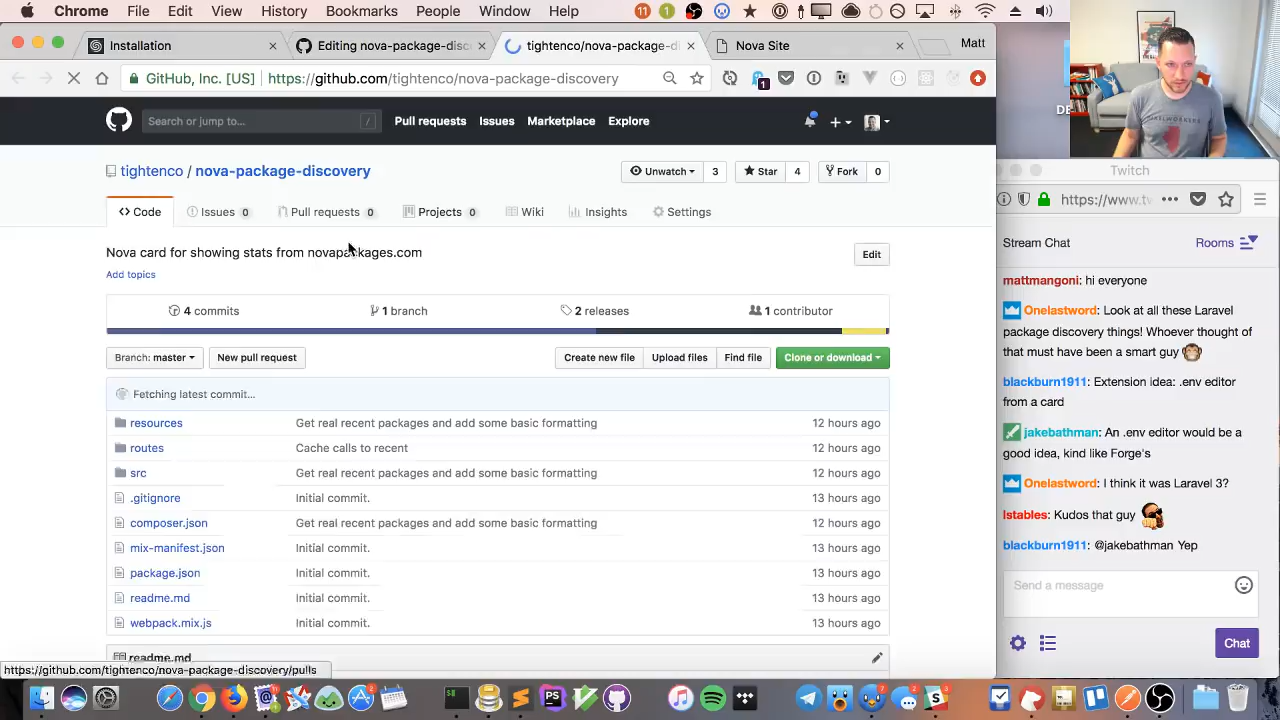 Chrome File Edit View History Bookmarks People Window Help 11 1
Installation × Editing nova-package-disc × tightenco/nova-package-di × Nova Site × Matt
GitHub, Inc. [US] https://github.com/tightenco/nova-package-discovery 1
Search or jump to... / Pull requests Issues Marketplace Explore
tightenco / nova-package-discovery Unwatch 3 Star 4 Fork 0
Code Issues 0 Pull requests 0 Projects 0 Wiki Insights Settings
Nova card for showing stats from novapackages.com Edit
Add topics
4 commits 1 branch 2 releases 1 contributor
Branch: master New pull request Create new file Upload files Find file Clone or download
Fetching latest commit...
resources Get real recent packages and add some basic formatting 12 hours ago
routes Cache calls to recent 12 hours ago
src Get real recent packages and add some basic formatting 12 hours ago
.gitignore Initial commit. 13 hours ago
composer.json Get real recent packages and add some basic formatting 12 hours ago
mix-manifest.json Initial commit. 13 hours ago
package.json Initial commit. 13 hours ago
readme.md Initial commit. 13 hours ago
webpack.mix.js Initial commit. 13 hours ago
readme.md
https://github.com/tightenco/nova-package-discovery/pulls
DE
Twitch
https://www.tw
Stream Chat Rooms
mattmangoni: hi everyone
Onelastword: Look at all these Laravel
package discovery things! Whoever thought of
that must have been a smart guy
blackburn1911: Extension idea: .env editor
from a card
jakebathman: An .env editor would be a
good idea, kind like Forge's
Onelastword: I think it was Laravel 3?
lstables: Kudos that guy
blackburn1911: @jakebathman Yep
Send a message
Chat